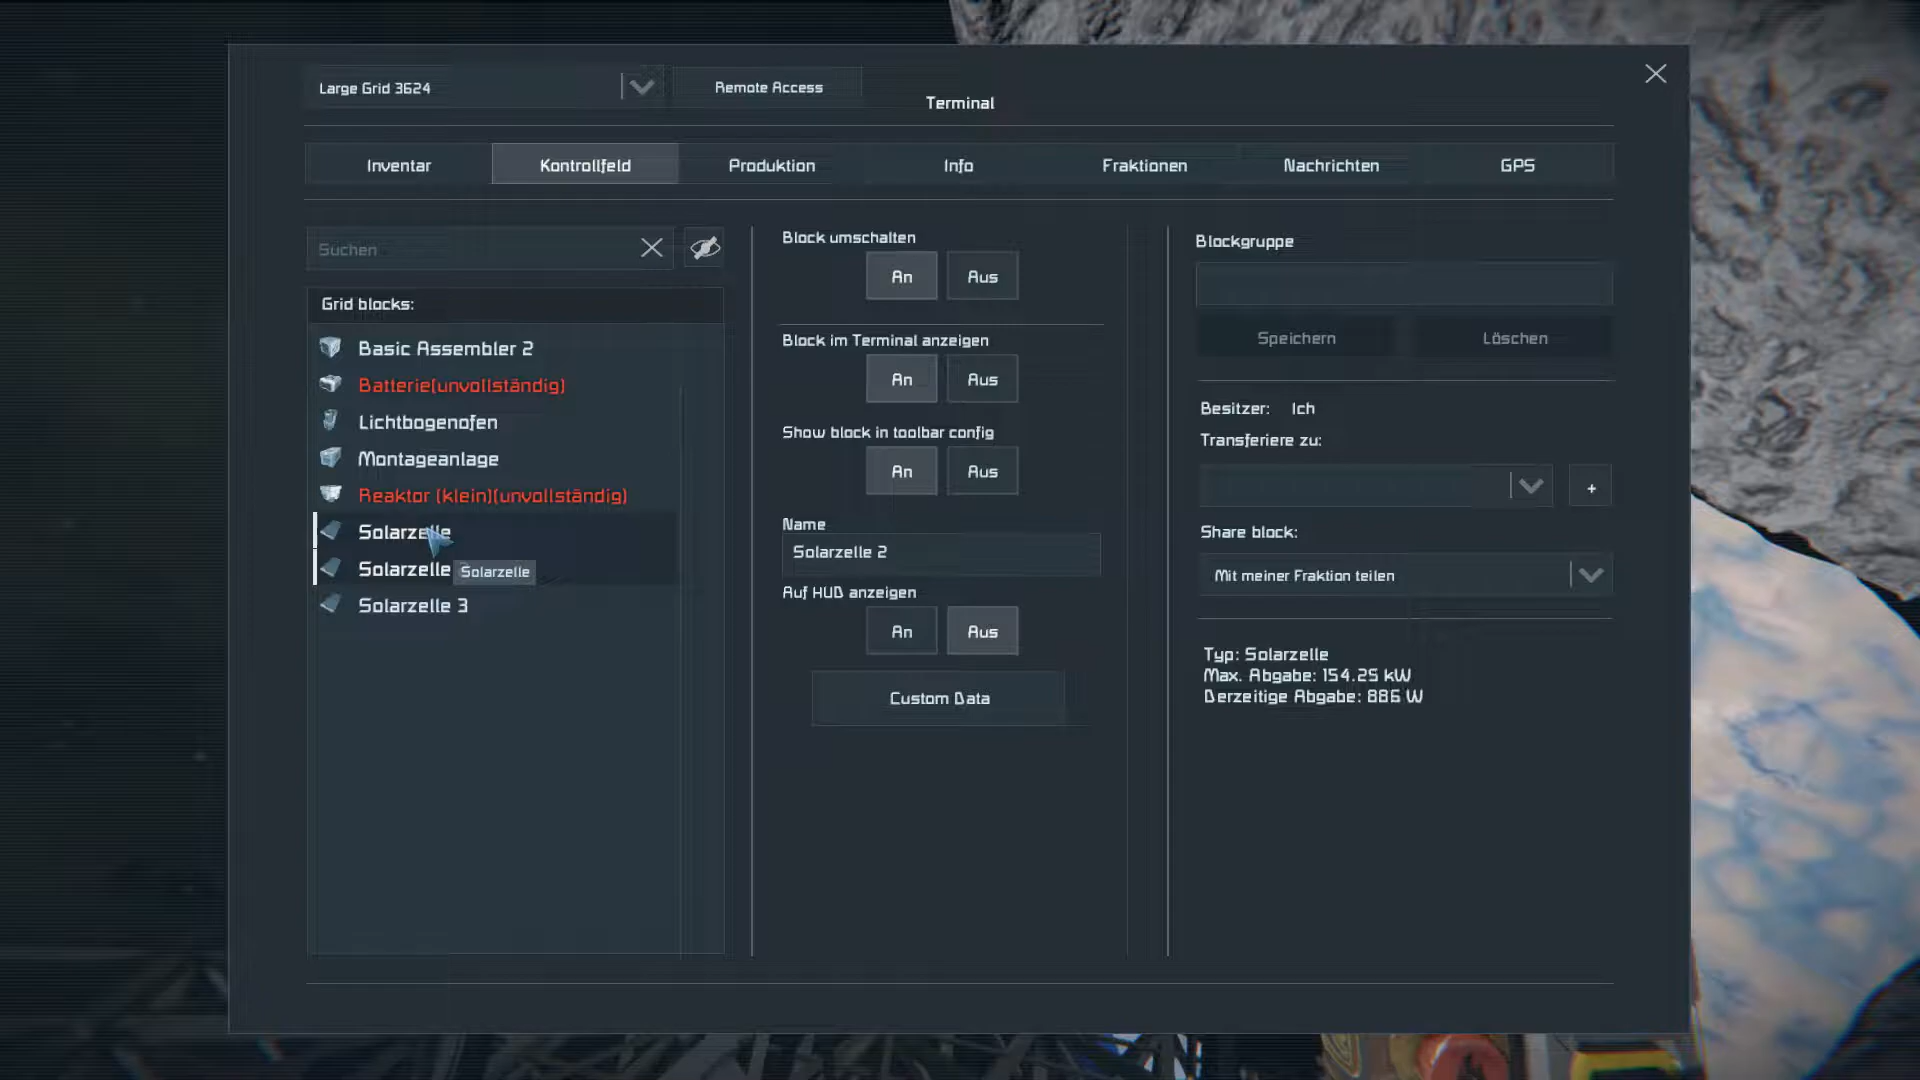 Large Grid 3624
Remote Access
Terminal
Inventar
Kontrollfeld
Produktion
Info
Fraktionen
Nachrichten
GPS
Suchen
Grid blocks:
Basic Assembler 2
Batterie(unvollständig)
Lichtbogenofen
Montageanlage
Reaktor (klein)(unvollständig)
Solarzelle
Solarzelle
Solarzelle
Solarzelle 3
Block umschalten
An
Aus
Block im Terminal anzeigen
An
Aus
Show block in toolbar config
An
Aus
Name
Solarzelle 2
Auf HUD anzeigen
An
Aus
Custom Data
Blockgruppe
Speichern
Löschen
Besitzer: Ich
Transferiere zu:
+
Share block:
Mit meiner Fraktion teilen
Typ: Solarzelle
Max. Abgabe: 154.25 kW
Derzeitige Abgabe: 886 W